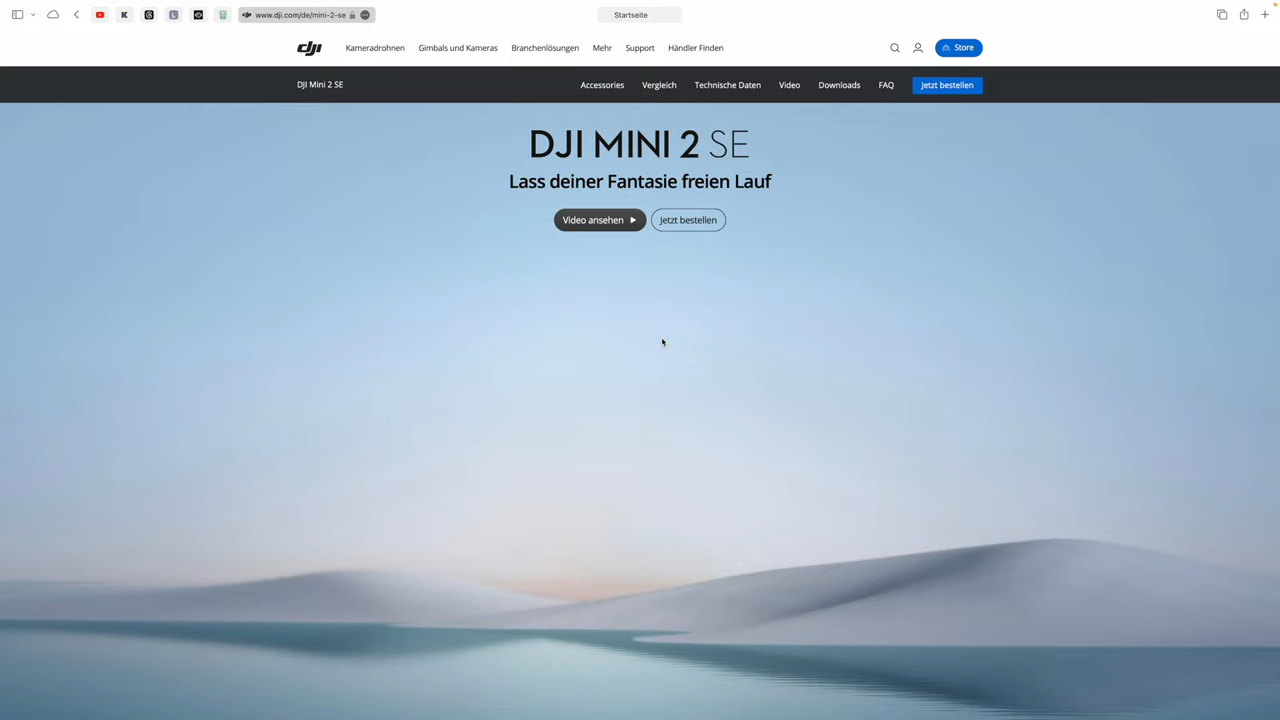 www.dji.com/de/mini-2-se
Startseite
dji
Kameradrohnen
Gimbals und Kameras
Branchenlösungen
Mehr
Support
Händler Finden
Store
DJI Mini 2 SE
Accessories
Vergleich
Technische Daten
Video
Downloads
FAQ
Jetzt bestellen
DJI MINI 2 SE
Lass deiner Fantasie freien Lauf
Video ansehen
Jetzt bestellen